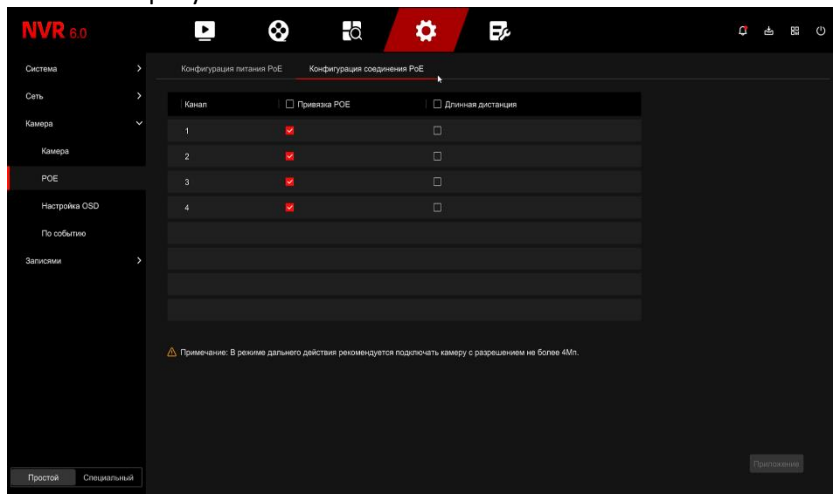 NVR 6.0
Система
Конфигурация питания PoE
Конфигурация соединения PoE
Сеть
Канал
Привязка POE
Длинная дистанция
Камера
1
Камера
2
POE
3
Настройка OSD
4
По событию
Записями
Примечание: В режиме дальнего действия рекомендуется подключать камеру с разрешением не более 4Мп.
Приложение
Простой
Специальный